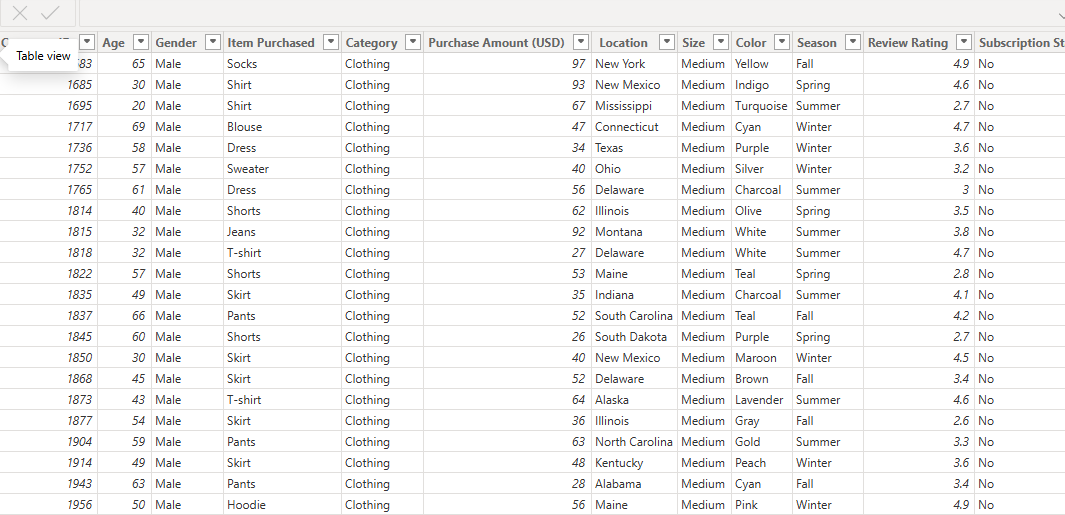 Age Gender Item Purchased Category Purchase Amount (USD) Location Size Color Season Review Rating Subscription St
Table view
65 Male Socks Clothing 97 New York Medium Yellow Fall 4.9 No
1685 30 Male Shirt Clothing 93 New Mexico Medium Indigo Spring 4.6 No
1695 20 Male Shirt Clothing 67 Mississippi Medium Turquoise Summer 2.7 No
1717 69 Male Blouse Clothing 47 Connecticut Medium Cyan Winter 4.7 No
1736 58 Male Dress Clothing 34 Texas Medium Purple Winter 3.6 No
1752 57 Male Sweater Clothing 40 Ohio Medium Silver Winter 3.2 No
1765 61 Male Dress Clothing 56 Delaware Medium Charcoal Summer 3 No
1814 40 Male Shorts Clothing 62 Illinois Medium Olive Spring 3.5 No
1815 32 Male Jeans Clothing 92 Montana Medium White Summer 3.8 No
1818 32 Male T-shirt Clothing 27 Delaware Medium White Summer 4.7 No
1822 57 Male Shorts Clothing 53 Maine Medium Teal Spring 2.8 No
1835 49 Male Skirt Clothing 35 Indiana Medium Charcoal Summer 4.1 No
1837 66 Male Pants Clothing 52 South Carolina Medium Teal Fall 4.2 No
1845 60 Male Shorts Clothing 26 South Dakota Medium Purple Spring 2.7 No
1850 30 Male Skirt Clothing 40 New Mexico Medium Maroon Winter 4.5 No
1868 45 Male Skirt Clothing 52 Delaware Medium Brown Fall 3.4 No
1873 43 Male T-shirt Clothing 64 Alaska Medium Lavender Summer 4.6 No
1877 54 Male Skirt Clothing 36 Illinois Medium Gray Fall 2.6 No
1904 59 Male Pants Clothing 63 North Carolina Medium Gold Summer 3.3 No
1914 49 Male Skirt Clothing 48 Kentucky Medium Peach Winter 3.6 No
1943 63 Male Pants Clothing 28 Alabama Medium Cyan Fall 3.4 No
1956 50 Male Hoodie Clothing 56 Maine Medium Pink Winter 4.9 No